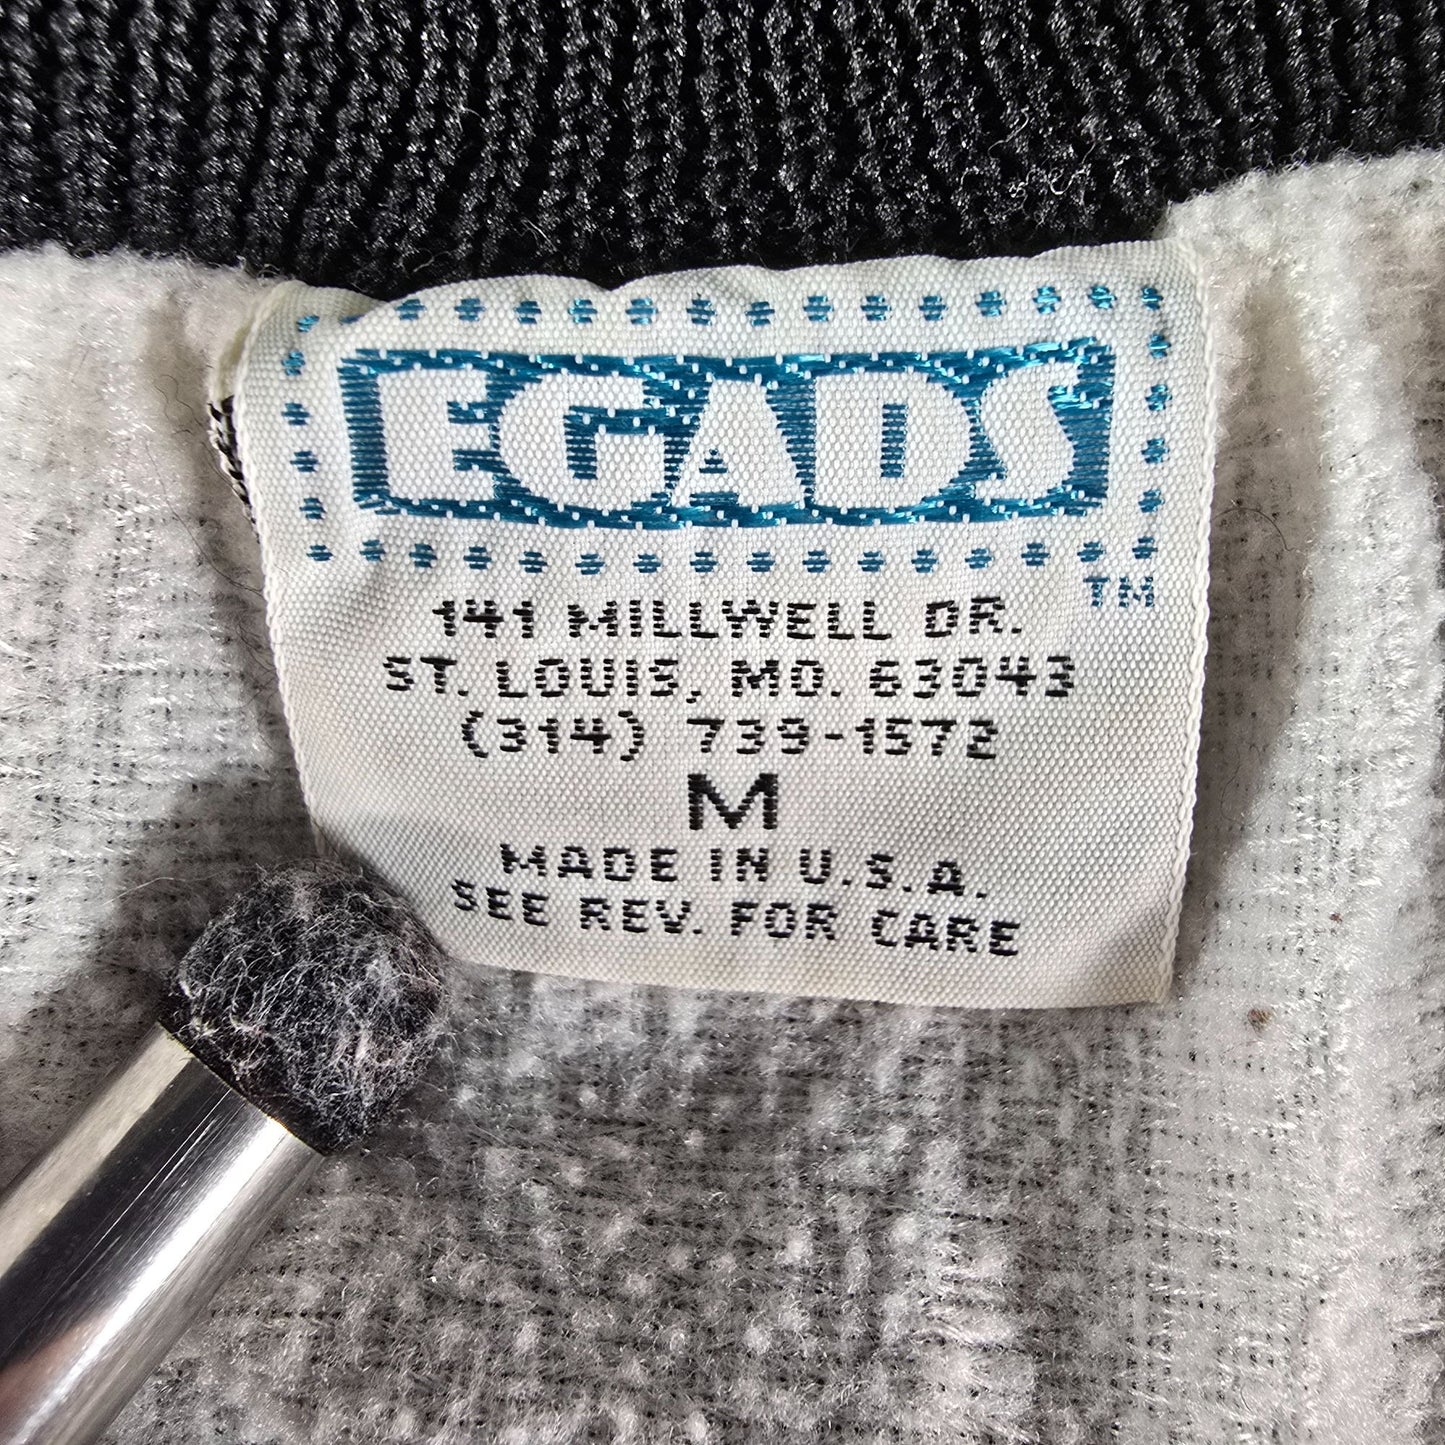 EGADS
TM
141 MILLWELL DR.
ST. LOUIS, MO. 63043
(314) 739-1572
M
MADE IN U.S.A.
SEE REV. FOR CARE